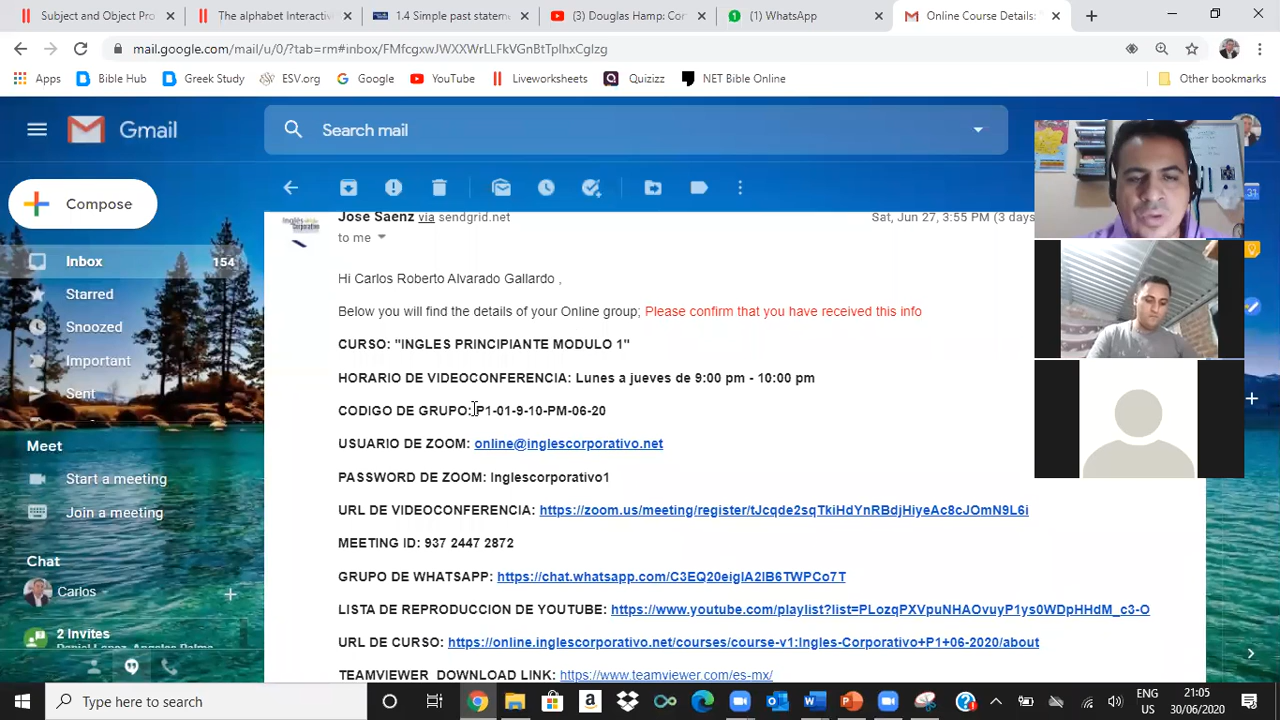 Subject and Object Pro
The alphabet Interactiv
1.4 Simple past statem
(3) Douglas Hamp: Cor
(1) WhatsApp
Online Course Details:
mail.google.com/mail/u/0/?tab=rm#inbox/FMfcgxwJWXXWrLLFkVGnBtTplhxCglzg
Apps
Bible Hub
Greek Study
ESV.org
Google
YouTube
Liveworksheets
Quizizz
NET Bible Online
Other bookmarks
Gmail
Search mail
Compose
Inbox 154
Starred
Snoozed
Important
Sent
Meet
Start a meeting
Join a meeting
Chat
Carlos
2 Invites
Jose Saenz via sendgrid.net
Sat, Jun 27, 3:55 PM (3 days
to me
Hi Carlos Roberto Alvarado Gallardo ,
Below you will find the details of your Online group; Please confirm that you have received this info
CURSO: "INGLES PRINCIPIANTE MODULO 1"
HORARIO DE VIDEOCONFERENCIA: Lunes a jueves de 9:00 pm - 10:00 pm
CODIGO DE GRUPO: P1-01-9-10-PM-06-20
USUARIO DE ZOOM: online@inglescorporativo.net
PASSWORD DE ZOOM: Inglescorporativo1
URL DE VIDEOCONFERENCIA: https://zoom.us/meeting/register/tJcqde2sqTkiHdYnRBdjHiyeAc8cJOmN9L6i
MEETING ID: 937 2447 2872
GRUPO DE WHATSAPP: https://chat.whatsapp.com/C3EQ20eigIA2IB6TWPCo7T
LISTA DE REPRODUCCION DE YOUTUBE: https://www.youtube.com/playlist?list=PLozqPXVpuNHAOvuyP1ys0WDpHHdM_c3-O
URL DE CURSO: https://online.inglescorporativo.net/courses/course-v1:Ingles-Corporativo+P1+06-2020/about
TEAMVIEWER DOWNLOAD LINK: https://www.teamviewer.com/es-mx/
Type here to search
ENG
US
21:05
30/06/2020